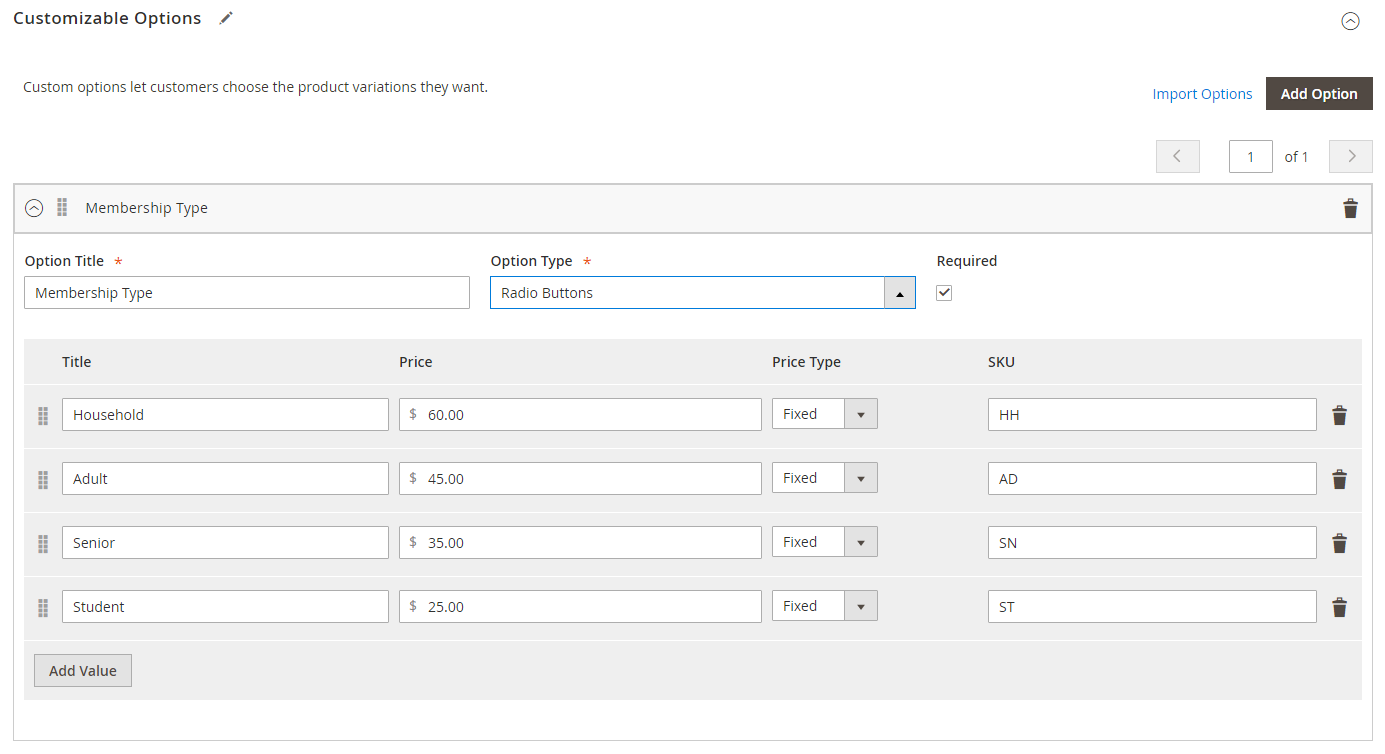 Customizable Options
Custom options let customers choose the product variations they want.
Import Options Add Option
1 of 1
Membership Type
Option Title * Option Type * Required
Membership Type Radio Buttons
Title Price Price Type SKU
Household $ 60.00 Fixed HH
Adult $ 45.00 Fixed AD
Senior $ 35.00 Fixed SN
Student $ 25.00 Fixed ST
Add Value